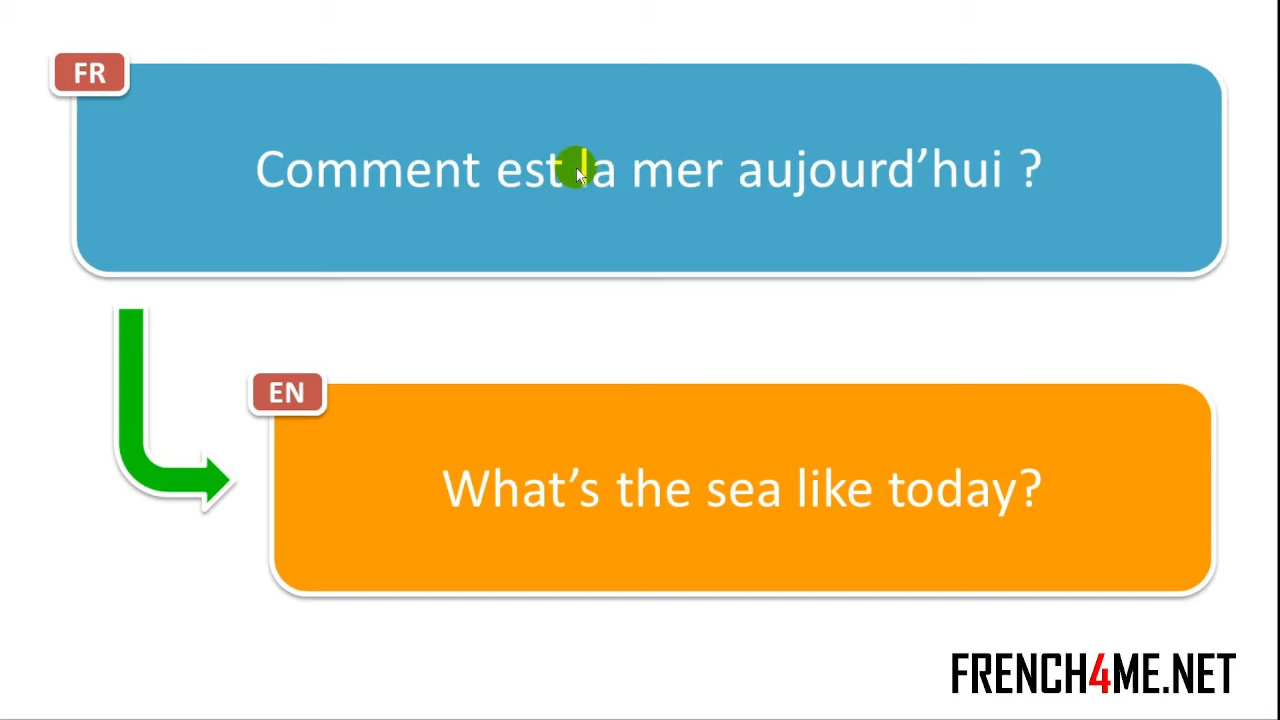 FR
Comment est la mer aujourd’hui ?
EN
What’s the sea like today?
FRENCH4ME.NET